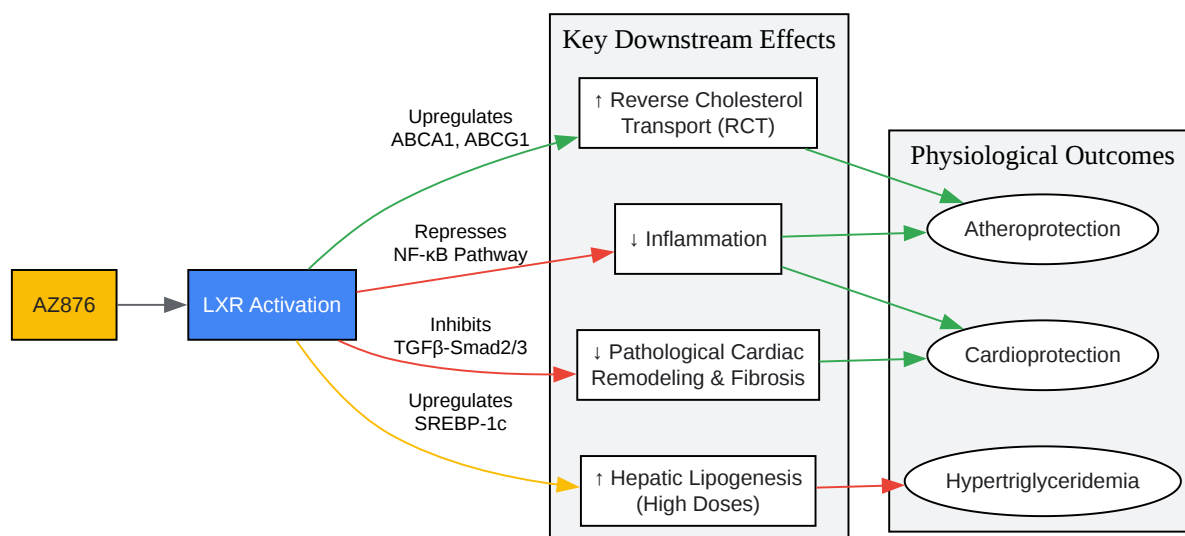 Key Downstream Effects
Upregulates
ABCA1, ABCG1
↑ Reverse Cholesterol
Transport (RCT)
Physiological Outcomes
Atheroprotection
Represses
NF-κB Pathway
↓ Inflammation
AZ876
LXR Activation
Inhibits
TGFβ-Smad2/3
↓ Pathological Cardiac
Remodeling & Fibrosis
Cardioprotection
Upregulates
SREBP-1c
↑ Hepatic Lipogenesis
(High Doses)
Hypertriglyceridemia